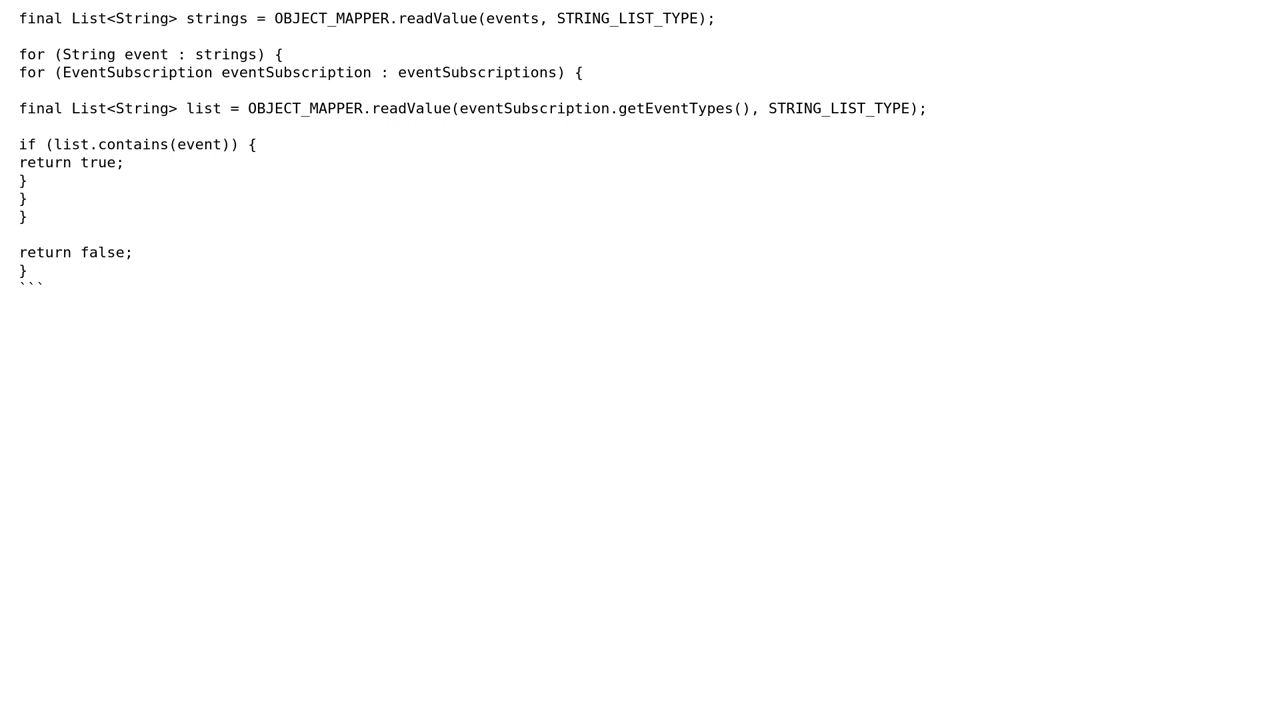 final List<String> strings = OBJECT_MAPPER.readValue(events, STRING_LIST_TYPE);

for (String event : strings) {
for (EventSubscription eventSubscription : eventSubscriptions) {

final List<String> list = OBJECT_MAPPER.readValue(eventSubscription.getEventTypes(), STRING_LIST_TYPE);

if (list.contains(event)) {
return true;
}
}
}

return false;
}
```